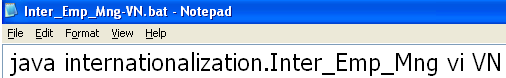 Inter_Emp_Mng-VN.bat - Notepad
File Edit Format View Help
java internationalization.Inter_Emp_Mng vi VN